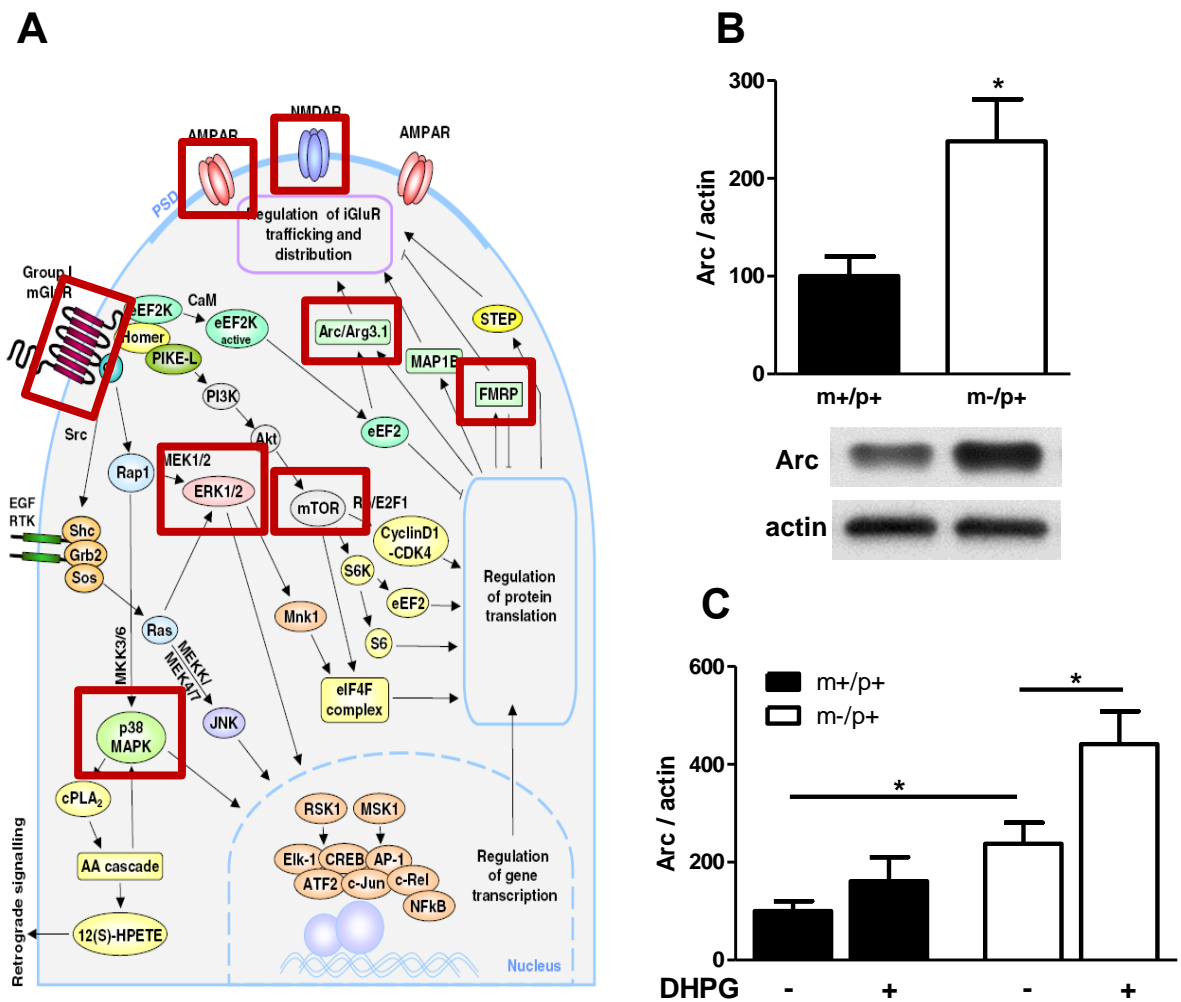 A
NMDAR
AMPAR
AMPAR
PSD
Regulation of iGluR
trafficking and
distribution
Group I
mGluR
eEF2K
CaM
Homer
eEF2K
active
PIKE-L
Arc/Arg3.1
STEP
MAP1B
FMRP
PI3K
Src
Akt
eEF2
Rap1
MEK1/2
ERK1/2
mTOR
Rb/E2F1
EGF
RTK
Shc
Grb2
Sos
CyclinD1
-CDK4
S6K
eEF2
Regulation
of protein
translation
Ras
Mnk1
S6
MKK3/6
MEKK/
MEK4/7
eIF4F
complex
p38
MAPK
JNK
cPLA2
RSK1
MSK1
AA cascade
Elk-1
CREB
AP-1
ATF2
c-Jun
c-Rel
NFkB
Regulation
of gene
transcription
12(S)-HPETE
Retrograde signalling
Nucleus
B
300
200
100
0
Arc / actin
*
m+/p+
m-/p+
Arc
actin
C
600
400
200
0
Arc / actin
m+/p+
m-/p+
*
*
DHPG - + - +